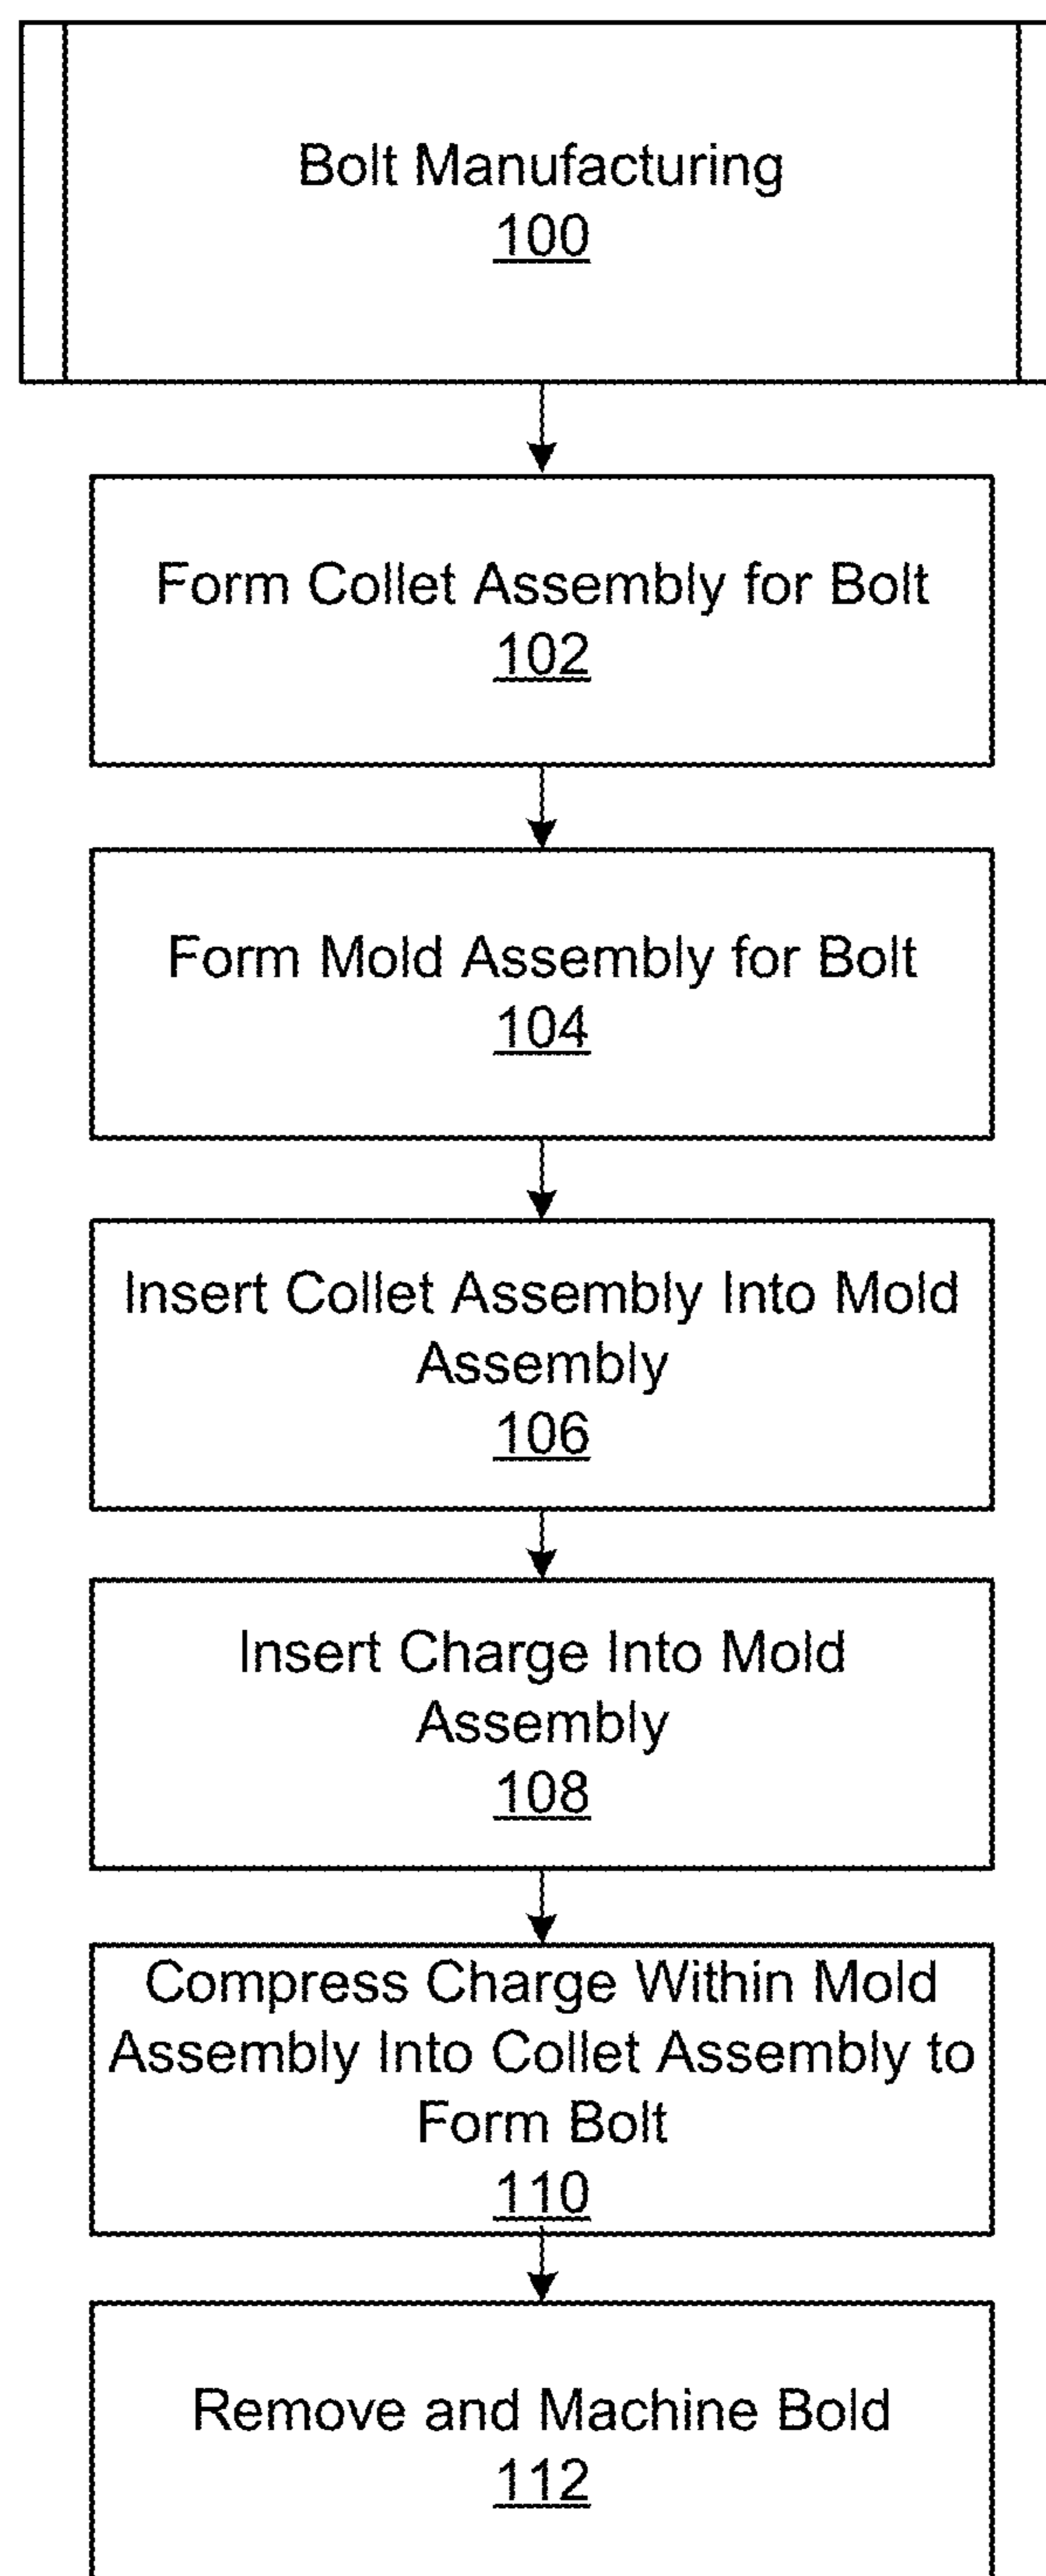 Bolt Manufacturing
100
Form Collet Assembly for Bolt
102
Form Mold Assembly for Bolt
104
Insert Collet Assembly Into Mold
Assembly
106
Insert Charge Into Mold
Assembly
108
Compress Charge Within Mold
Assembly Into Collet Assembly to
Form Bolt
110
Remove and Machine Bold
112